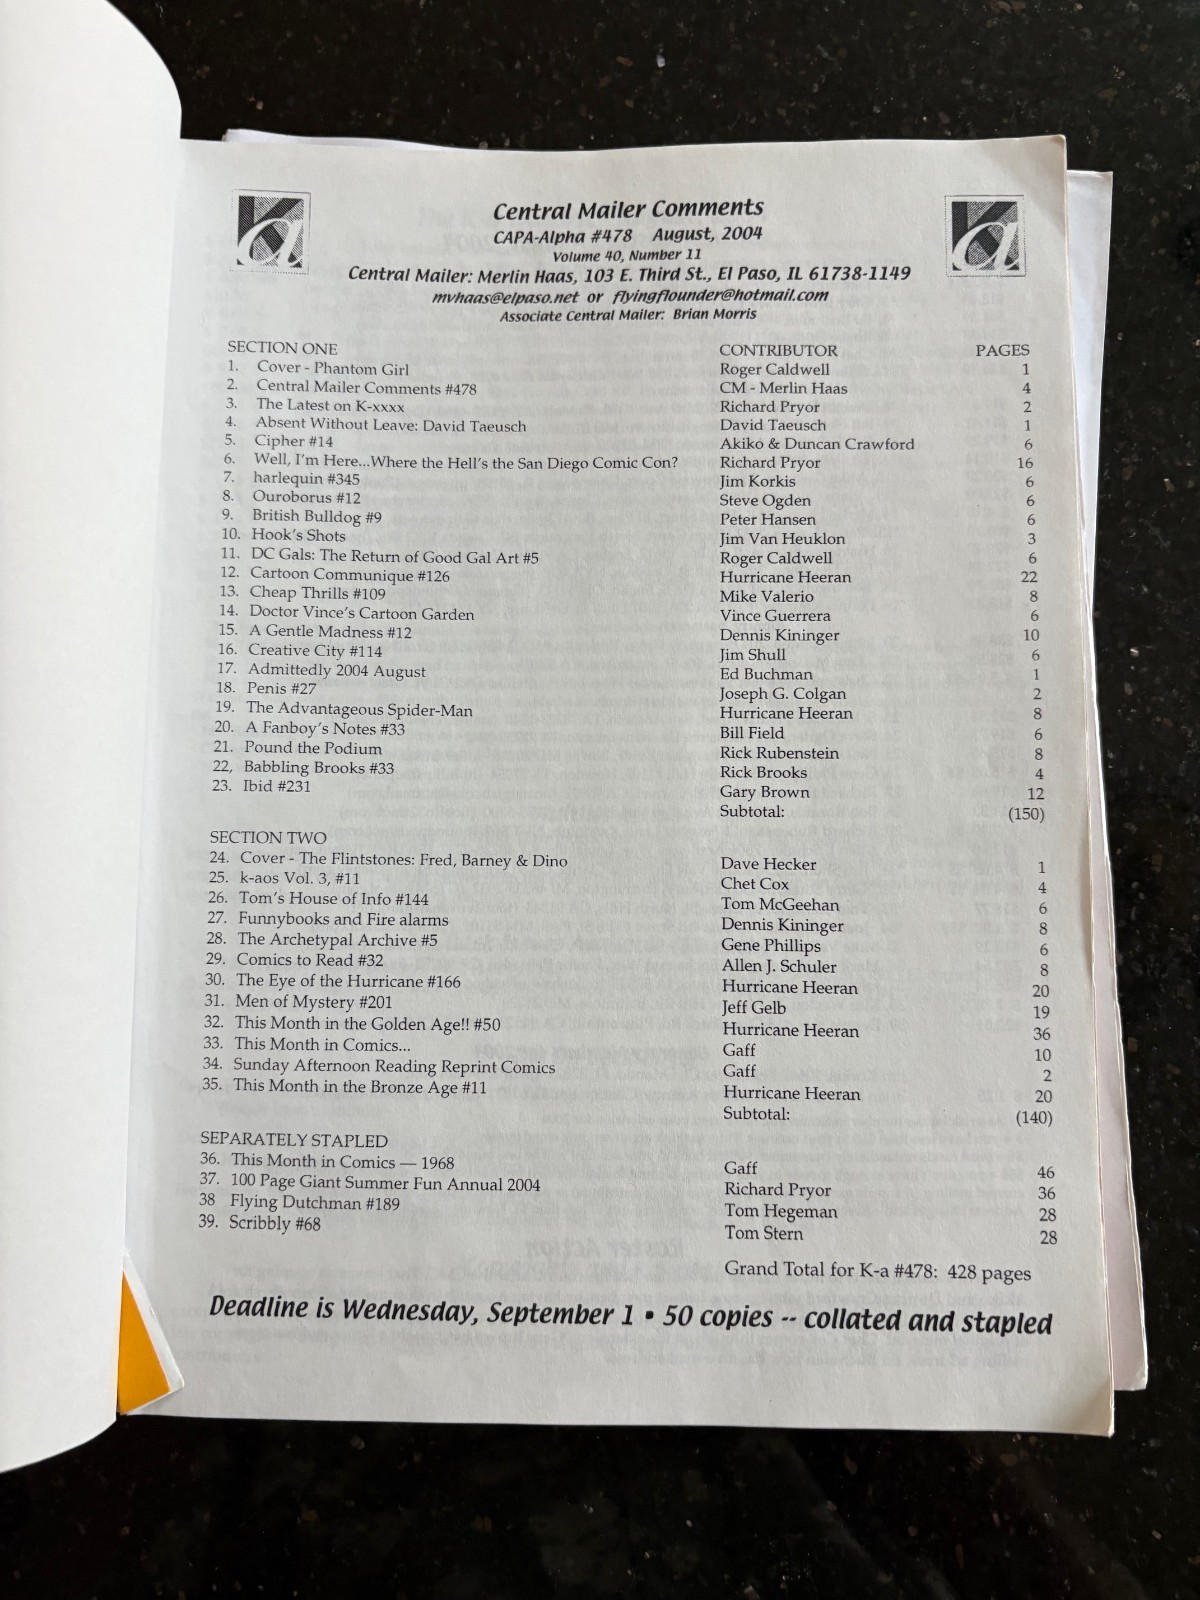 Ka
Ka
Central Mailer Comments
CAPA-Alpha #478 August, 2004
Volume 40, Number 11
Central Mailer: Merlin Haas, 103 E. Third St., El Paso, IL 61738-1149
mvhaas@elpaso.net or flyingflounder@hotmail.com
Associate Central Mailer: Brian Morris
SECTION ONE CONTRIBUTOR PAGES
1. Cover - Phantom Girl Roger Caldwell 1
2. Central Mailer Comments #478 CM - Merlin Haas 4
3. The Latest on K-xxxx Richard Pryor 2
4. Absent Without Leave: David Taeusch David Taeusch 1
5. Cipher #14 Akiko & Duncan Crawford 6
6. Well, I'm Here...Where the Hell's the San Diego Comic Con? Richard Pryor 16
7. harlequin #345 Jim Korkis 6
8. Ouroborus #12 Steve Ogden 6
9. British Bulldog #9 Peter Hansen 6
10. Hook's Shots Jim Van Heuklon 3
11. DC Gals: The Return of Good Gal Art #5 Roger Caldwell 6
12. Cartoon Communique #126 Hurricane Heeran 22
13. Cheap Thrills #109 Mike Valerio 8
14. Doctor Vince's Cartoon Garden Vince Guerrera 6
15. A Gentle Madness #12 Dennis Kininger 10
16. Creative City #114 Jim Shull 6
17. Admittedly 2004 August Ed Buchman 1
18. Penis #27 Joseph G. Colgan 2
19. The Advantageous Spider-Man Hurricane Heeran 8
20. A Fanboy's Notes #33 Bill Field 6
21. Pound the Podium Rick Rubenstein 8
22, Babbling Brooks #33 Rick Brooks 4
23. Ibid #231 Gary Brown 12
Subtotal: (150)
SECTION TWO
24. Cover - The Flintstones: Fred, Barney & Dino Dave Hecker 1
25. k-aos Vol. 3, #11 Chet Cox 4
26. Tom's House of Info #144 Tom McGeehan 6
27. Funnybooks and Fire alarms Dennis Kininger 8
28. The Archetypal Archive #5 Gene Phillips 6
29. Comics to Read #32 Allen J. Schuler 8
30. The Eye of the Hurricane #166 Hurricane Heeran 20
31. Men of Mystery #201 Jeff Gelb 19
32. This Month in the Golden Age!! #50 Hurricane Heeran 36
33. This Month in Comics... Gaff 10
34. Sunday Afternoon Reading Reprint Comics Gaff 2
35. This Month in the Bronze Age #11 Hurricane Heeran 20
Subtotal: (140)
SEPARATELY STAPLED
36. This Month in Comics — 1968 Gaff 46
37. 100 Page Giant Summer Fun Annual 2004 Richard Pryor 36
38 Flying Dutchman #189 Tom Hegeman 28
39. Scribbly #68 Tom Stern 28
Grand Total for K-a #478: 428 pages
Deadline is Wednesday, September 1 • 50 copies -- collated and stapled